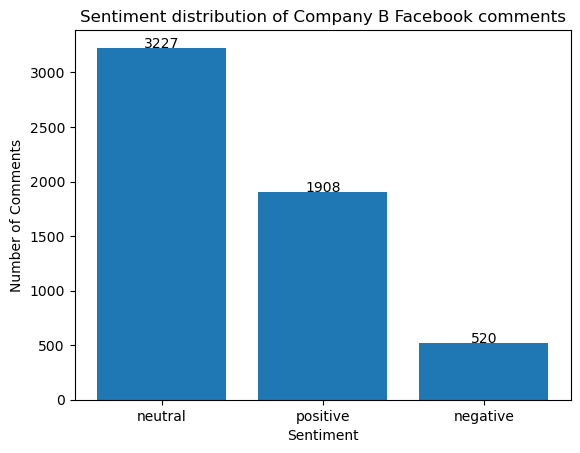 Sentiment distribution of Company B Facebook comments
Number of Comments
3000
2500
2000
1500
1000
500
0
3227
1908
520
neutral positive negative
Sentiment